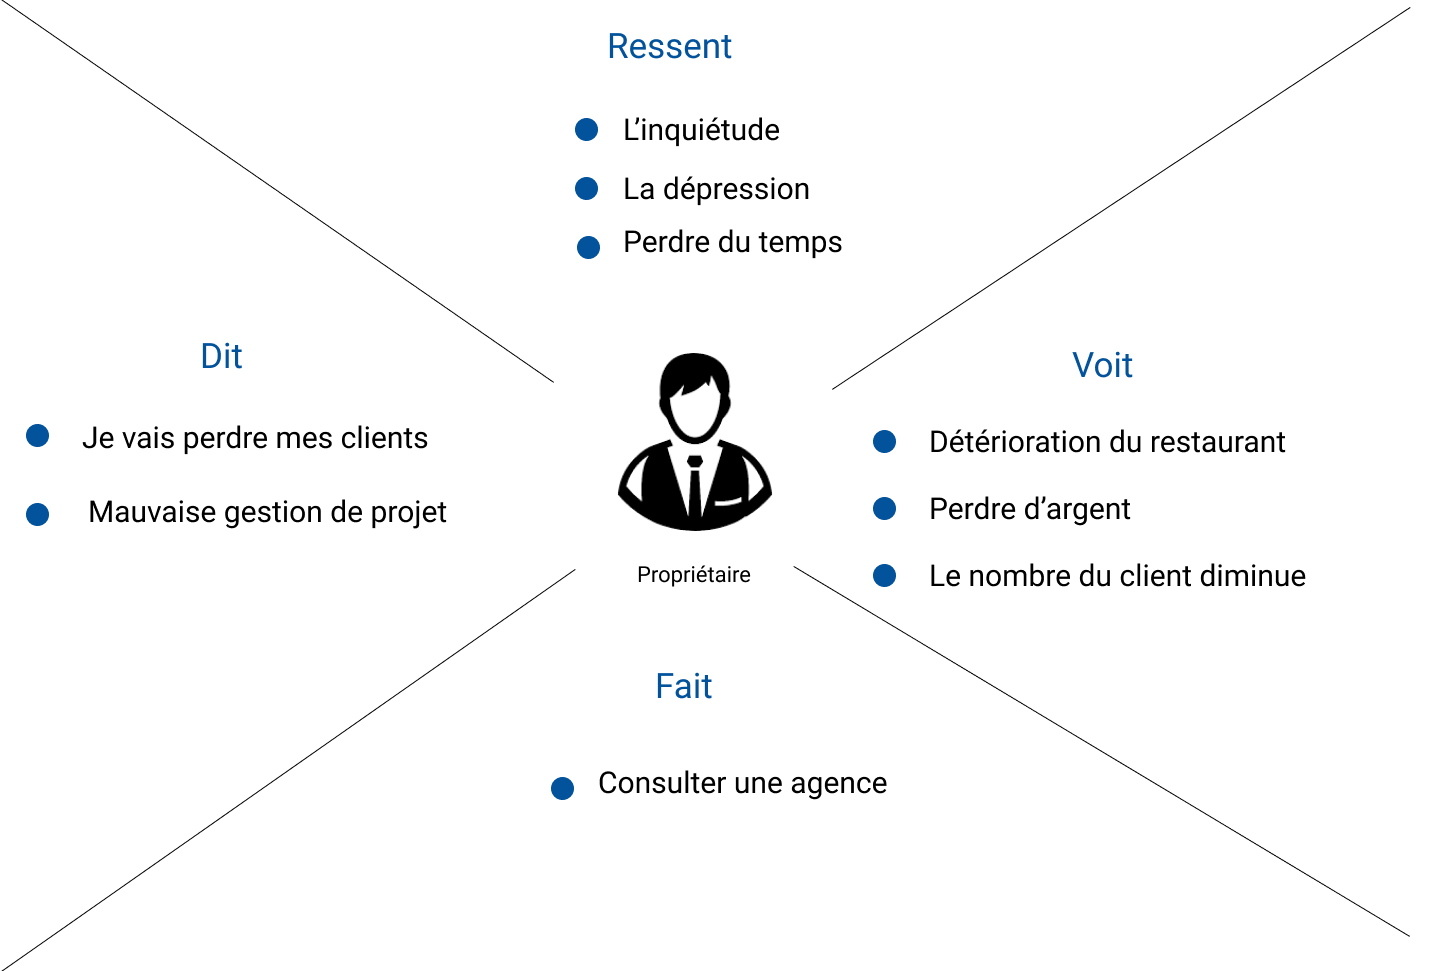 Ressent
L’inquiétude
La dépression
Perdre du temps
Dit
Je vais perdre mes clients
Mauvaise gestion de projet
Propriétaire
Voit
Détérioration du restaurant
Perdre d’argent
Le nombre du client diminue
Fait
Consulter une agence